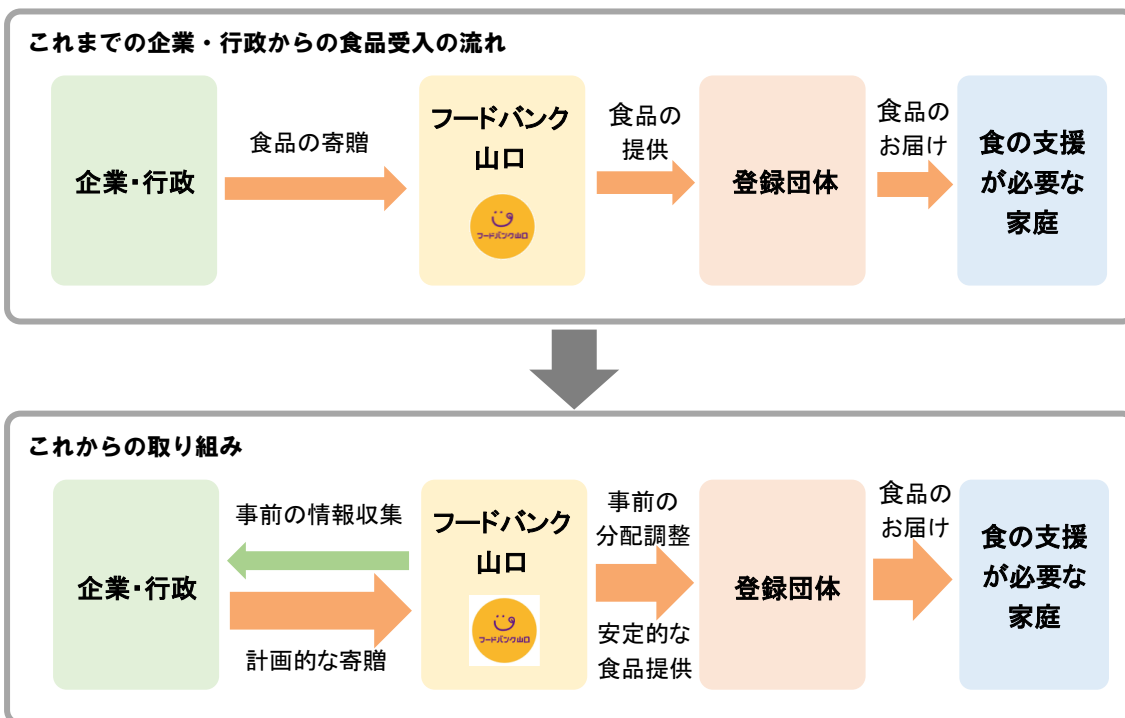 これまでの企業・行政からの食品受入の流れ
企業・行政
食品の寄贈
フードバンク
山口
フードバンク山口
食品の
提供
登録団体
食品の
お届け
食の支援
が必要な
家庭
これからの取り組み
企業・行政
事前の情報収集
計画的な寄贈
フードバンク
山口
フードバンク山口
事前の
分配調整
安定的な
食品提供
登録団体
食品の
お届け
食の支援
が必要な
家庭